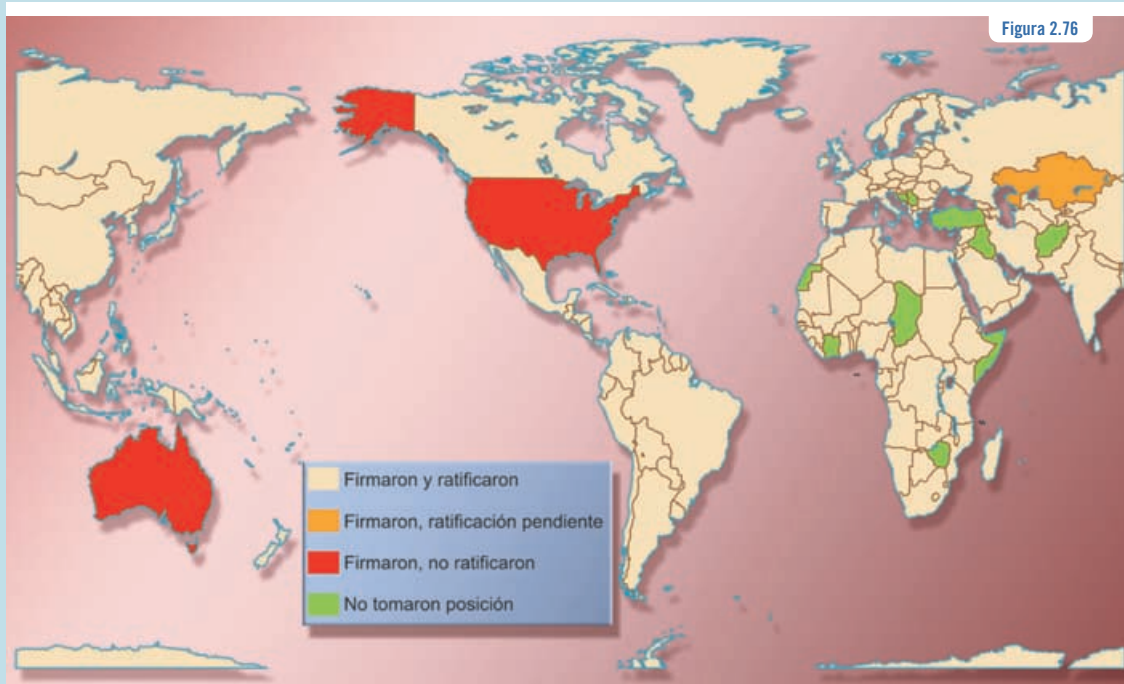 Figura 2.76
Firmaron y ratificaron
Firmaron, ratificación pendiente
Firmaron, no ratificaron
No tomaron posición